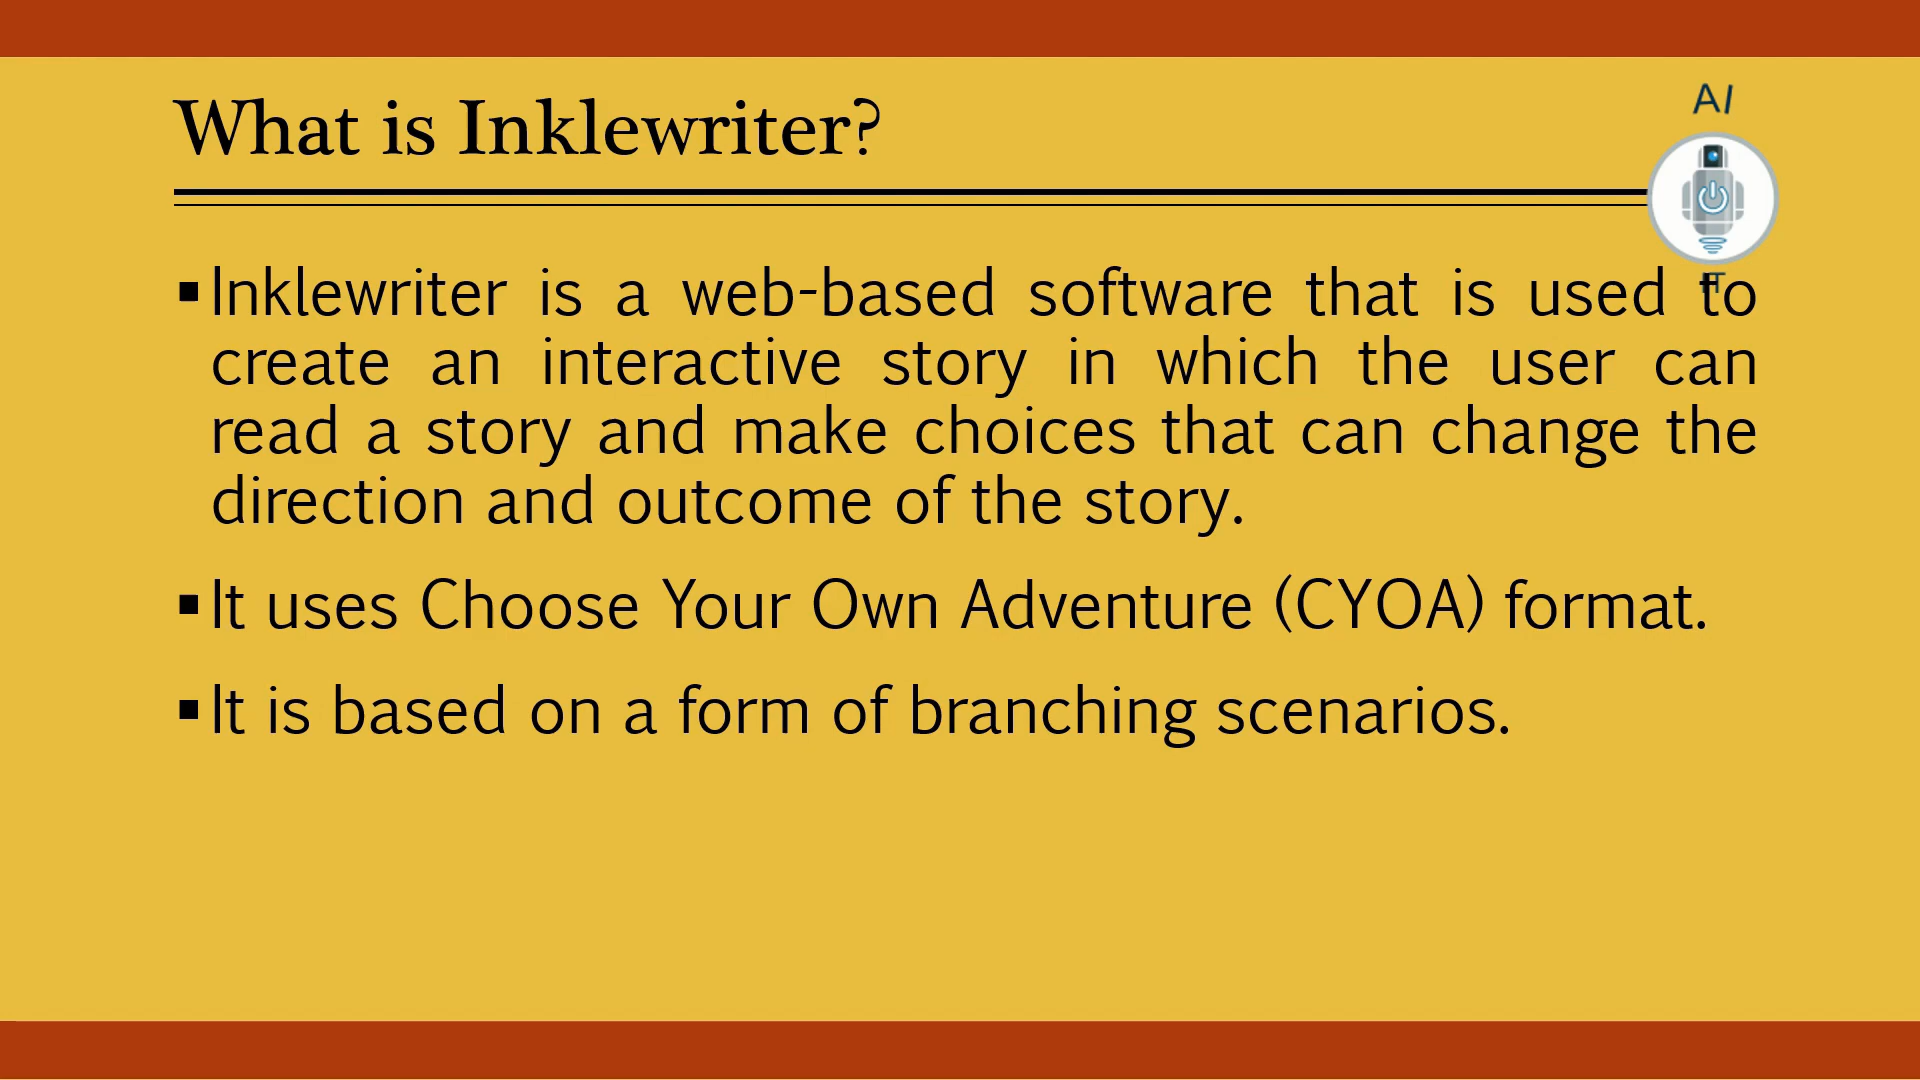 What is Inklewriter?
AI
IT
▪Inklewriter is a web-based software that is used to
create an interactive story in which the user can
read a story and make choices that can change the
direction and outcome of the story.
▪It uses Choose Your Own Adventure (CYOA) format.
▪It is based on a form of branching scenarios.